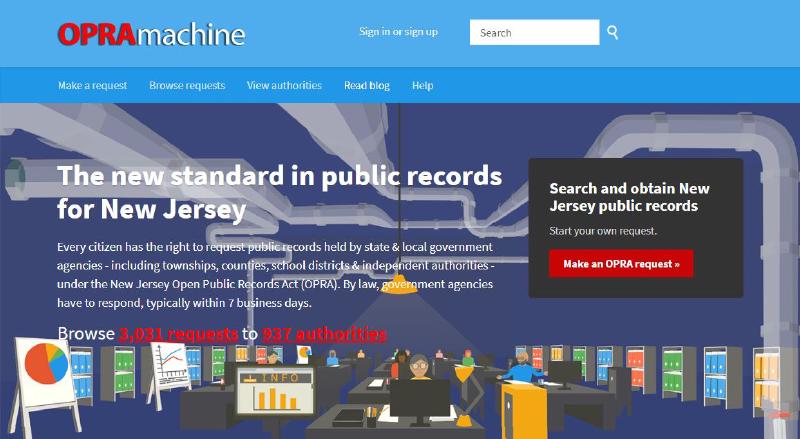 OPRAmachine
Sign in or sign up
Search
Make a request
Browse requests
View authorities
Read blog
Help
The new standard in public records
for New Jersey
Every citizen has the right to request public records held by state & local government
agencies - including townships, counties, school districts & independent authorities -
under the New Jersey Open Public Records Act (OPRA). By law, government agencies
have to respond, typically within 7 business days.
Browse 3,031 requests to 937 authorities
Search and obtain New
Jersey public records
Start your own request.
Make an OPRA request »
INFO